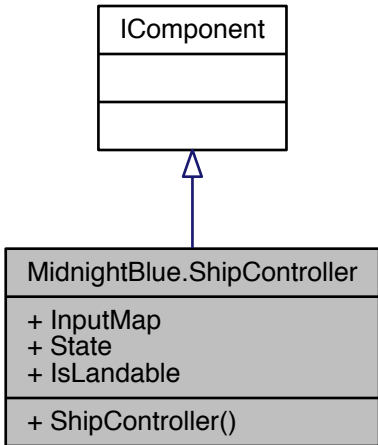 IComponent
MidnightBlue.ShipController
+ InputMap
+ State
+ IsLandable
+ ShipController()